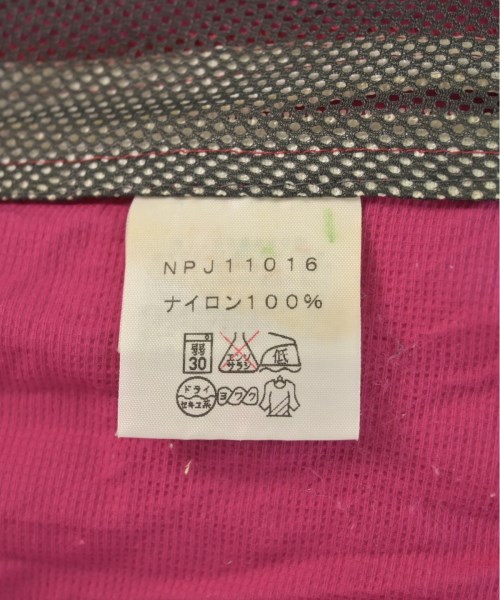 NPJ11016
ナイロン100%
弱
30
エンソ
サラシ
低
ドライ
セキユ系
ヨワク